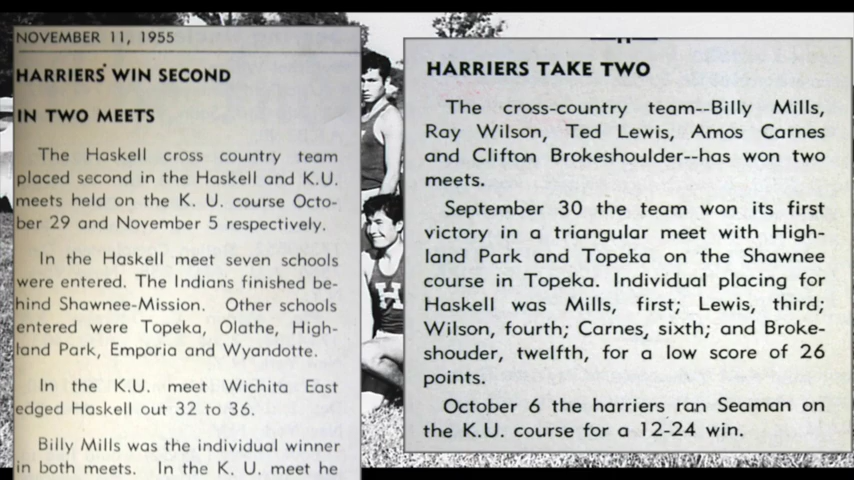 NOVEMBER 11, 1955
HARRIERS WIN SECOND
IN TWO MEETS
The Haskell cross country team
placed second in the Haskell and K.U.
meets held on the K. U. course Octo-
ber 29 and November 5 respectively.
In the Haskell meet seven schools
were entered. The Indians finished be-
hind Shawnee-Mission. Other schools
entered were Topeka, Olathe, High-
land Park, Emporia and Wyandotte.
In the K.U. meet Wichita East
edged Haskell out 32 to 36.
Billy Mills was the individual winner
in both meets. In the K. U. meet he
HARRIERS TAKE TWO
The cross-country team--Billy Mills,
Ray Wilson, Ted Lewis, Amos Carnes
and Clifton Brokeshoulder--has won two
meets.
September 30 the team won its first
victory in a triangular meet with High-
land Park and Topeka on the Shawnee
course in Topeka. Individual placing for
Haskell was Mills, first; Lewis, third;
Wilson, fourth; Carnes, sixth; and Broke-
shouder, twelfth, for a low score of 26
points.
October 6 the harriers ran Seaman on
the K.U. course for a 12-24 win.
H